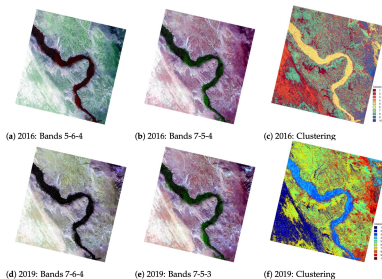 (a) 2016: Bands 5-6-4
(b) 2016: Bands 7-5-4
(c) 2016: Clustering
(d) 2019: Bands 7-6-4
(e) 2019: Bands 7-5-3
(f) 2019: Clustering